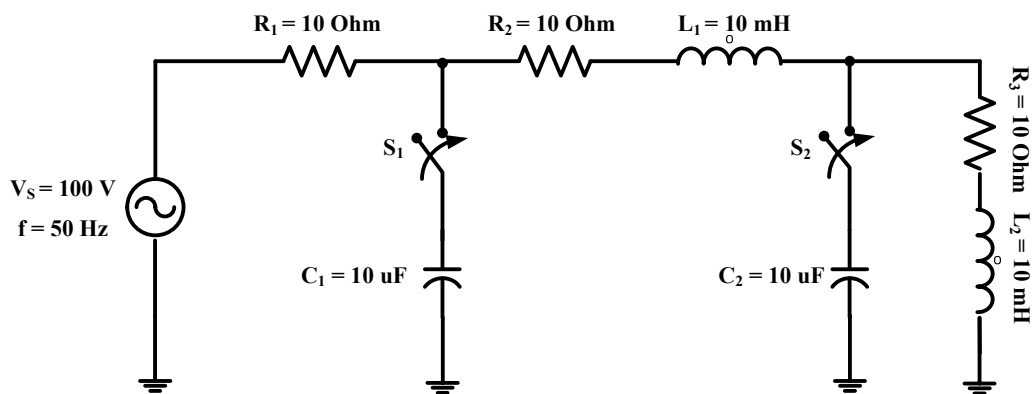 R₁ = 10 Ohm
R₂ = 10 Ohm
L₁ = 10 mH
R₃ = 10 Ohm
S₁
S₂
Vₛ = 100 V
f = 50 Hz
C₁ = 10 uF
C₂ = 10 uF
L₂ = 10 mH